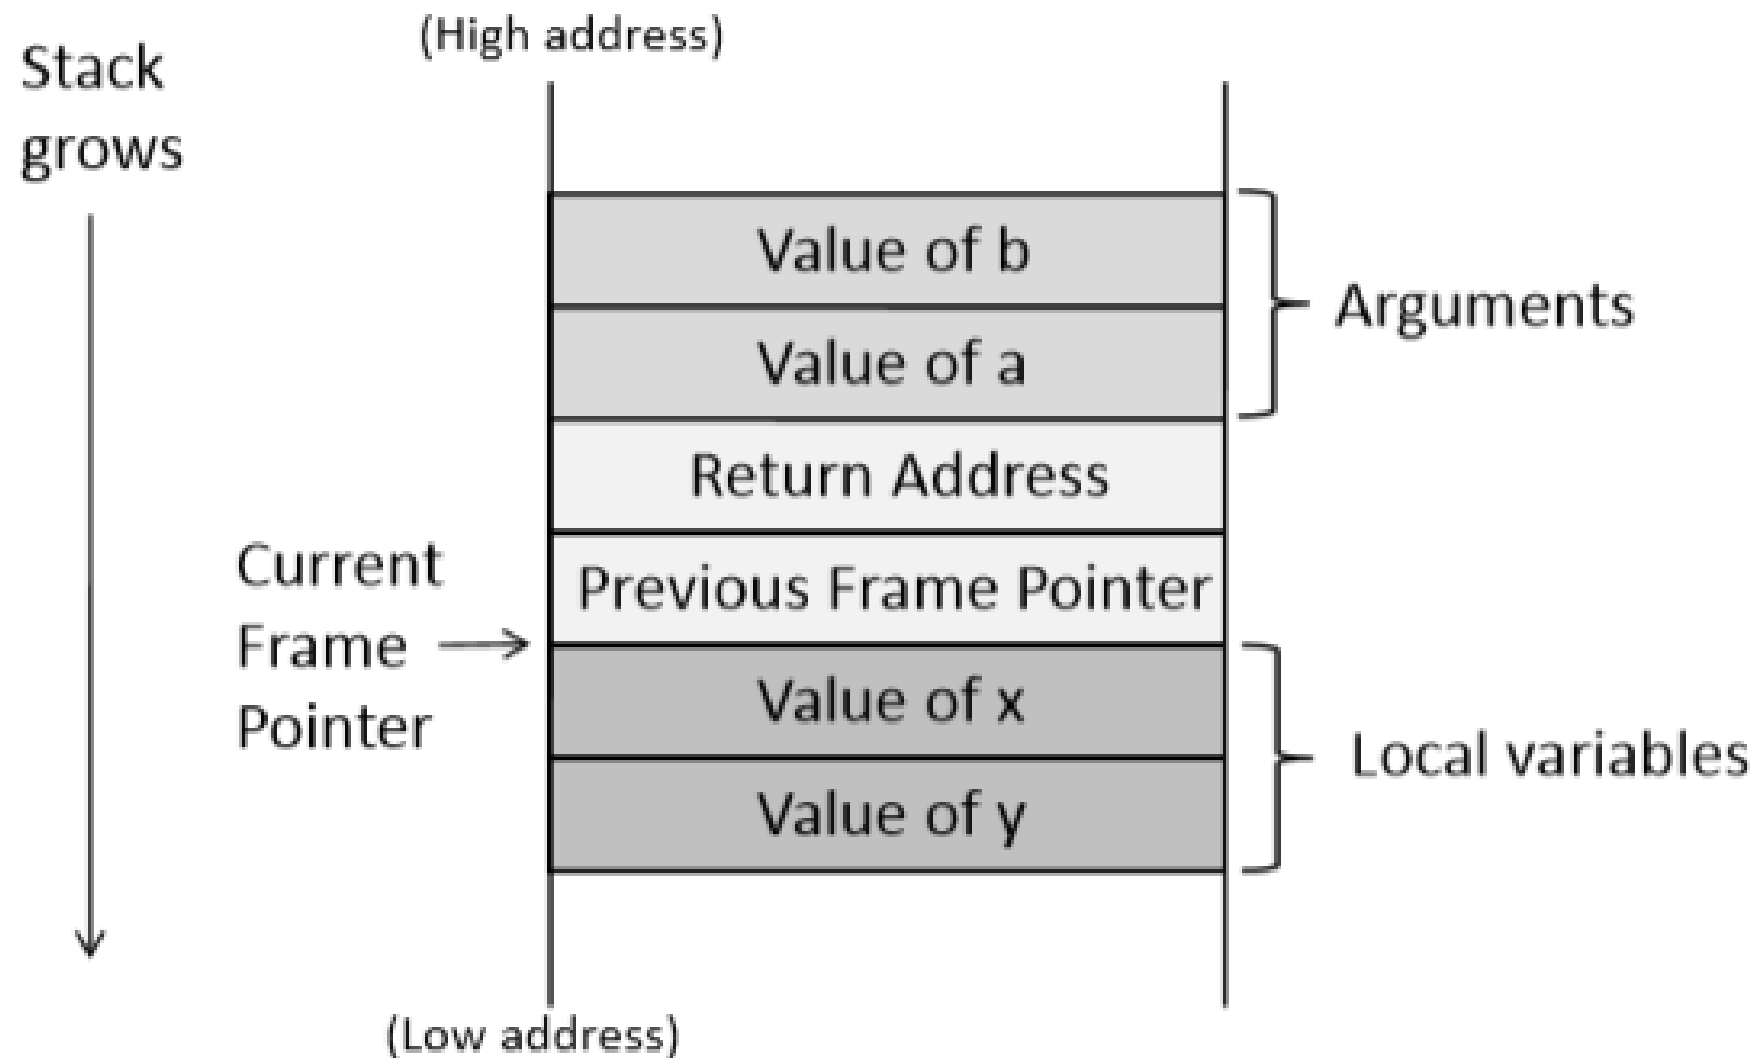 (High address)
Stack
grows
Value of b
Value of a
Arguments
Return Address
Previous Frame Pointer
Current
Frame
Pointer
Value of x
Value of y
Local variables
(Low address)